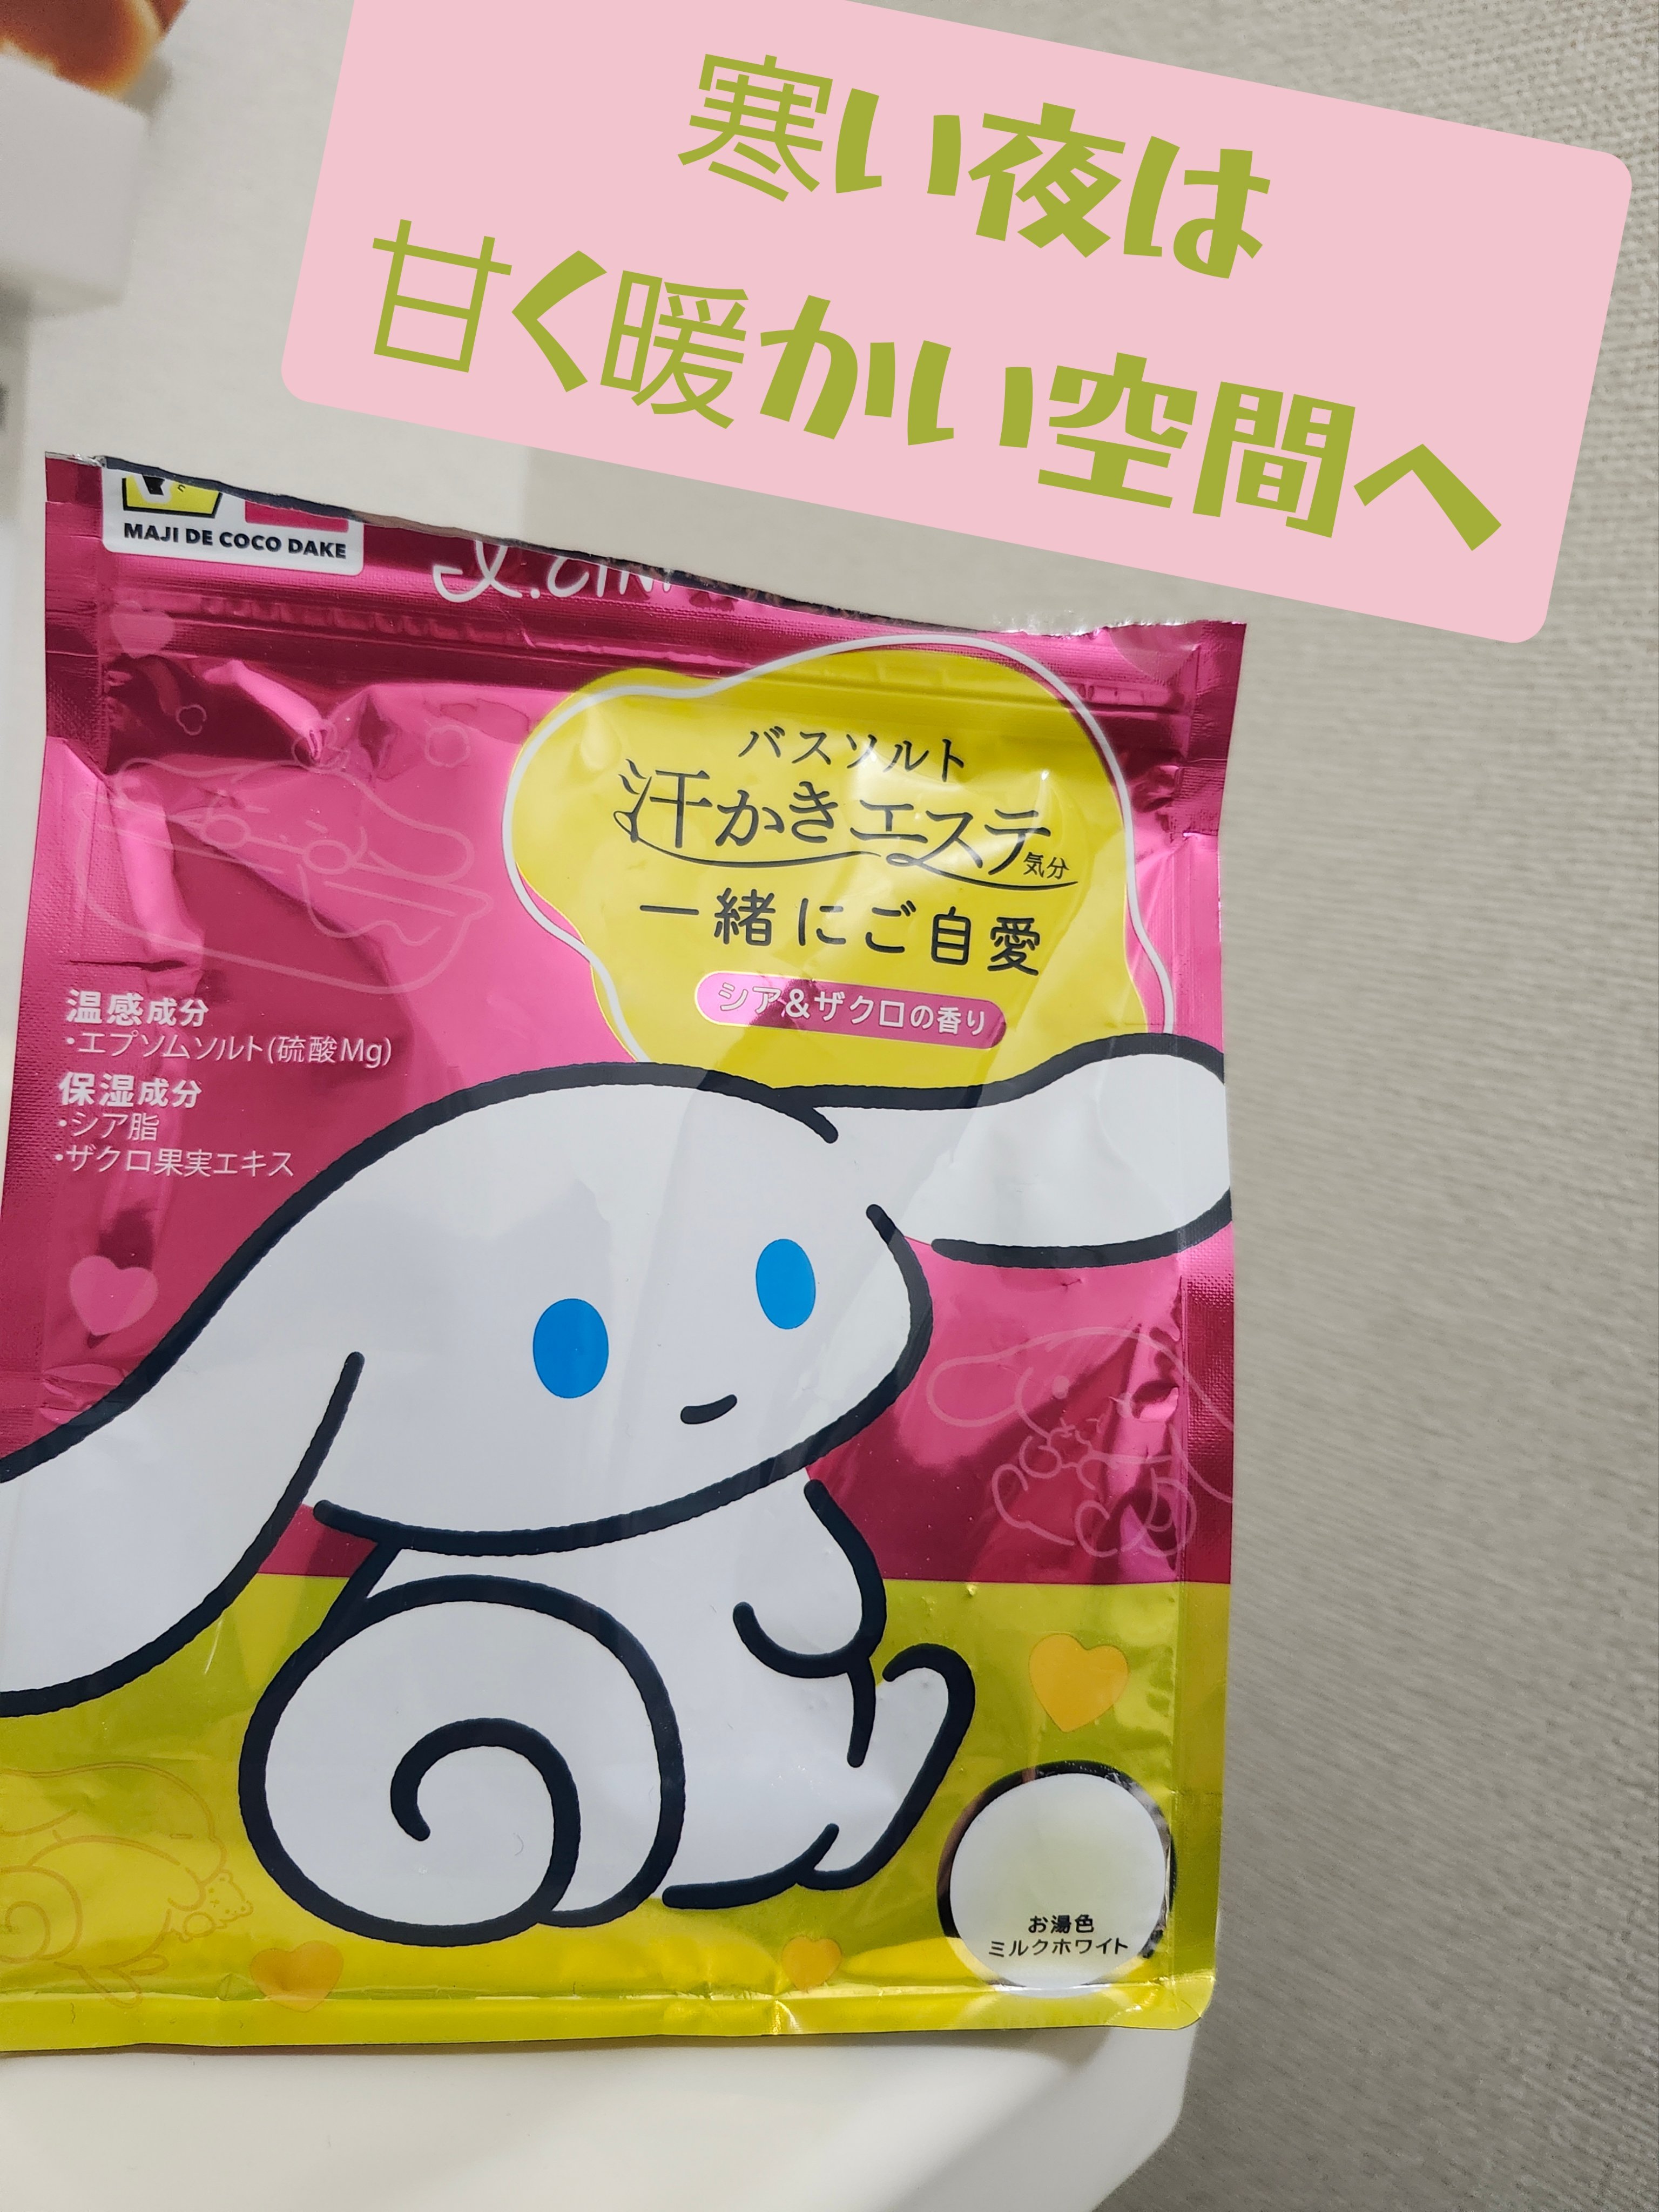 寒い夜は
甘く暖かい空間へ
MAJI DE COCO DAKE
バスソルト
汗かきエステ気分
一緒にご自愛
シア&ザクロの香り
温感成分
・エプソムソルト(硫酸Mg)
保湿成分
・シア脂
・ザクロ果実エキス
お湯色
ミルクホワイト